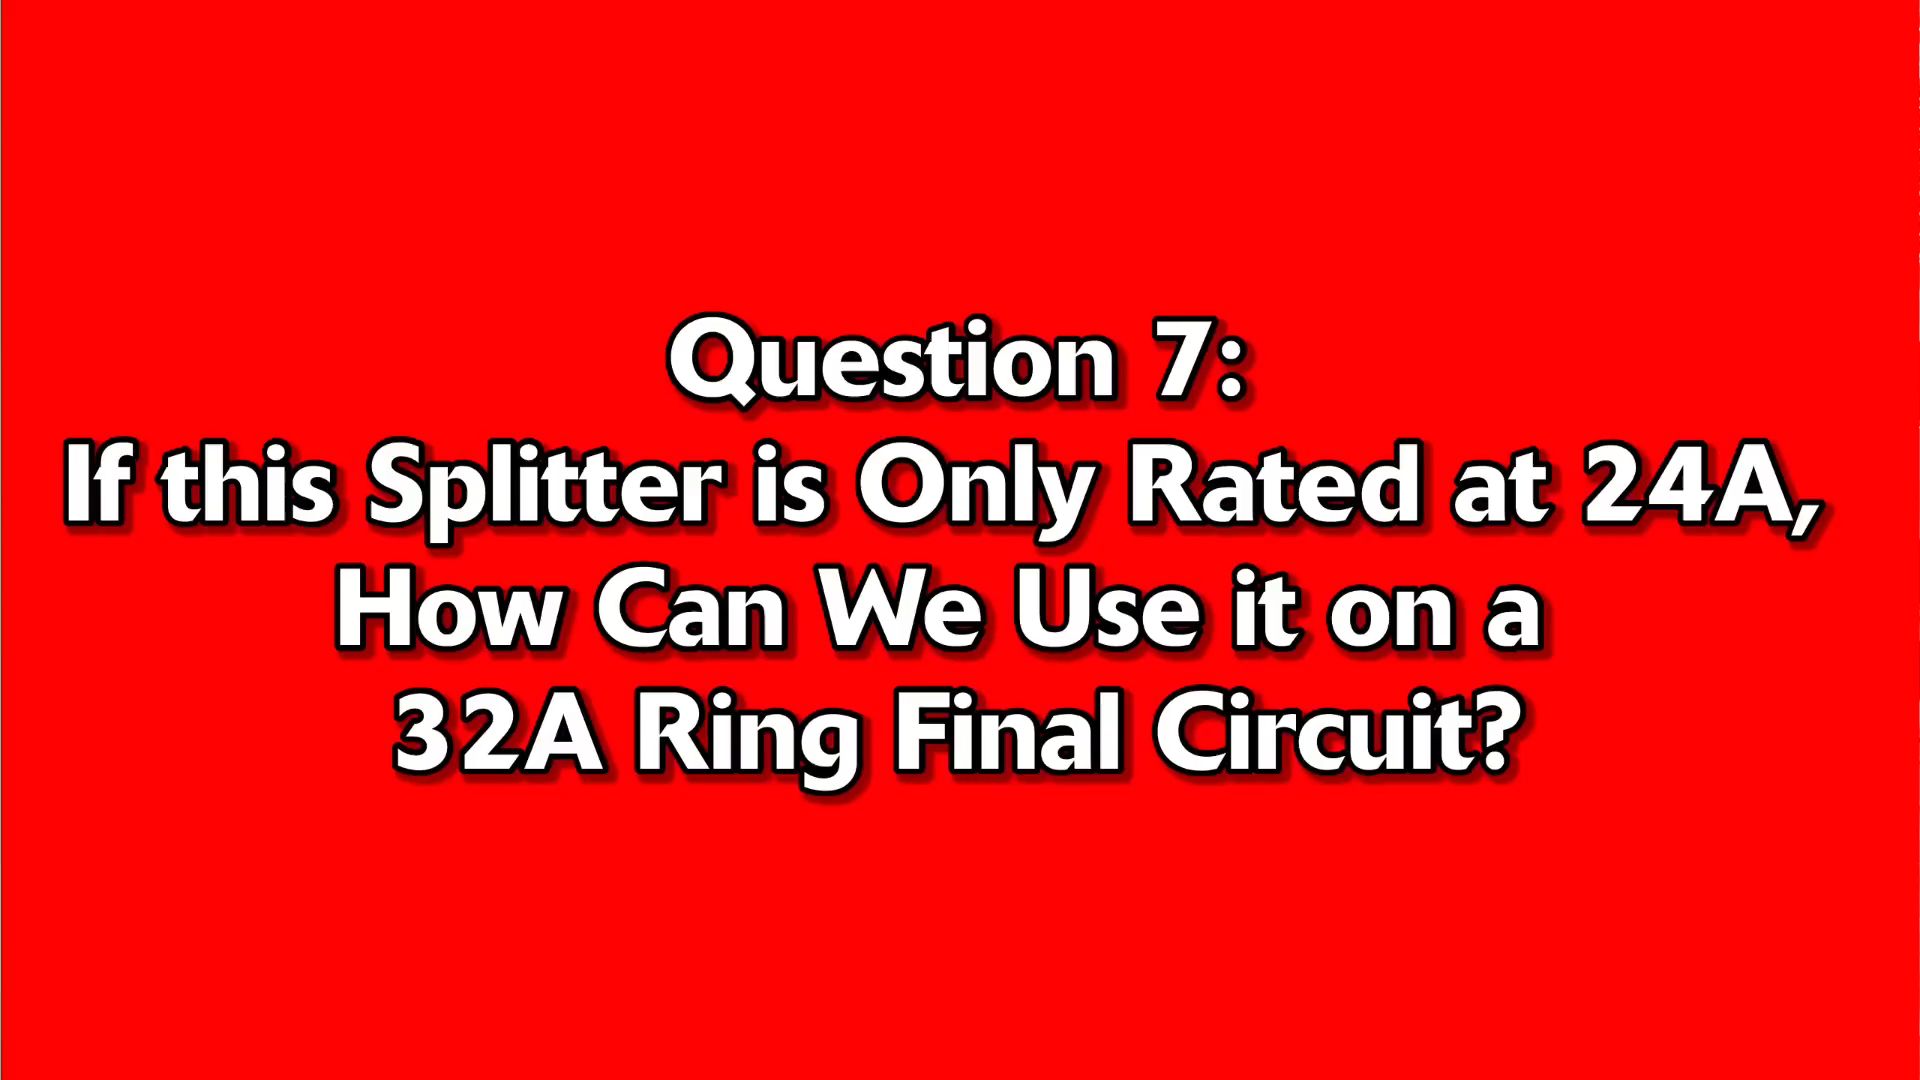 Question 7:
If this Splitter is Only Rated at 24A,
How Can We Use it on a
32A Ring Final Circuit?